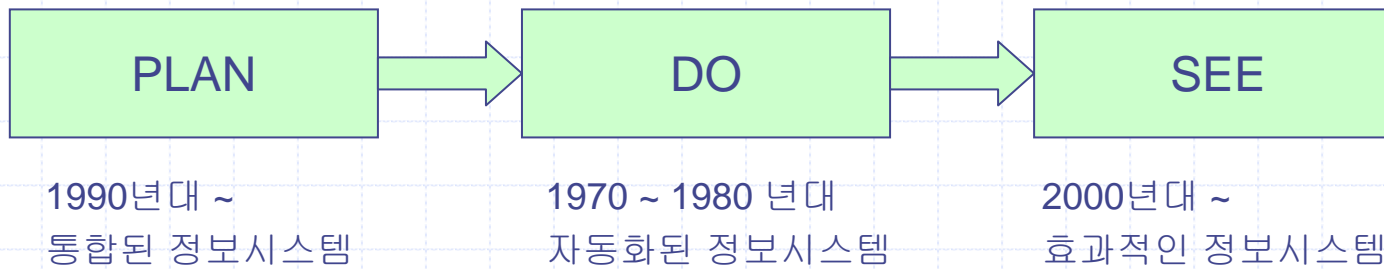 PLAN
DO
SEE
1990년대 ~
통합된 정보시스템
1970 ~ 1980 년대
자동화된 정보시스템
2000년대 ~
효과적인 정보시스템